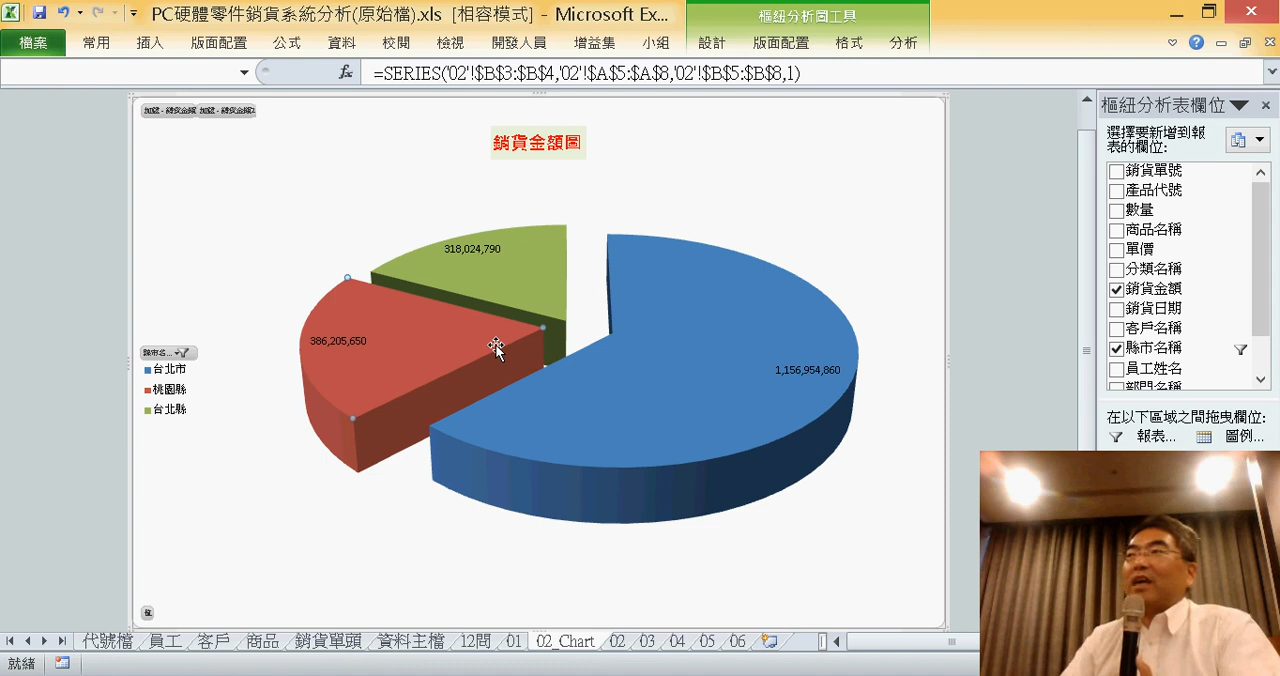 PC硬體零件銷貨系統分析(原始檔).xls [相容模式] - Microsoft Ex...
樞紐分析圖工具
檔案 常用 插入 版面配置 公式 資料 校閱 檢視 開發人員 增益集 小組 設計 版面配置 格式 分析
fx =SERIES('02'!$B$3:$B$4,'02'!$A$5:$A$8,'02'!$B$5:$B$8,1)
樞紐分析表欄位
選擇要新增到報
表的欄位:
銷貨單號
產品代號
數量
商品名稱
單價
分類名稱
銷貨金額
銷貨日期
客戶名稱
縣市名稱
員工姓名
部門名稱
在以下區域之間拖曳欄位:
報表... 圖例...
銷貨金額圖
318,024,790
386,205,650
1,156,954,860
縣市名...
台北市
桃園縣
台北縣
代號檔 員工 客戶 商品 銷貨單頭 資料主檔 12問 01 02_Chart 02 03 04 05 06
就緒